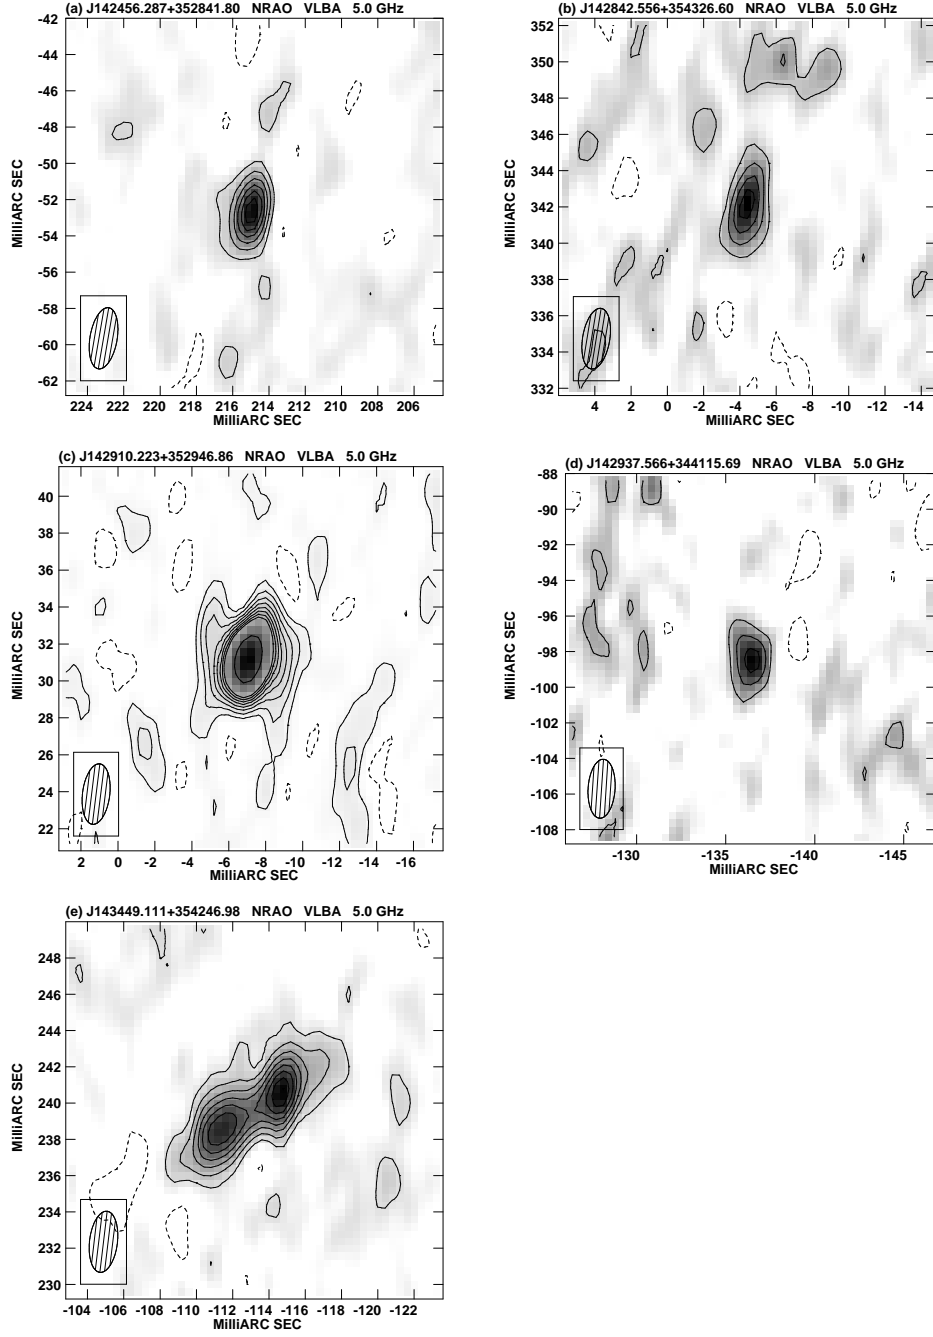 (a) J142456.287+352841.80 NRAO VLBA 5.0 GHz
-42
-44
-46
-48
-50
-52
-54
-56
-58
-60
-62
MilliARC SEC
224 222 220 218 216 214 212 210 208 206
MilliARC SEC
(b) J142842.556+354326.60 NRAO VLBA 5.0 GHz
352
350
348
346
344
342
340
338
336
334
332
MilliARC SEC
4 2 0 -2 -4 -6 -8 -10 -12 -14
MilliARC SEC
(c) J142910.223+352946.86 NRAO VLBA 5.0 GHz
40
38
36
34
32
30
28
26
24
22
MilliARC SEC
2 0 -2 -4 -6 -8 -10 -12 -14 -16
MilliARC SEC
(d) J142937.566+344115.69 NRAO VLBA 5.0 GHz
-88
-90
-92
-94
-96
-98
-100
-102
-104
-106
-108
MilliARC SEC
-130 -135 -140 -145
MilliARC SEC
(e) J143449.111+354246.98 NRAO VLBA 5.0 GHz
248
246
244
242
240
238
236
234
232
230
MilliARC SEC
-104 -106 -108 -110 -112 -114 -116 -118 -120 -122
MilliARC SEC